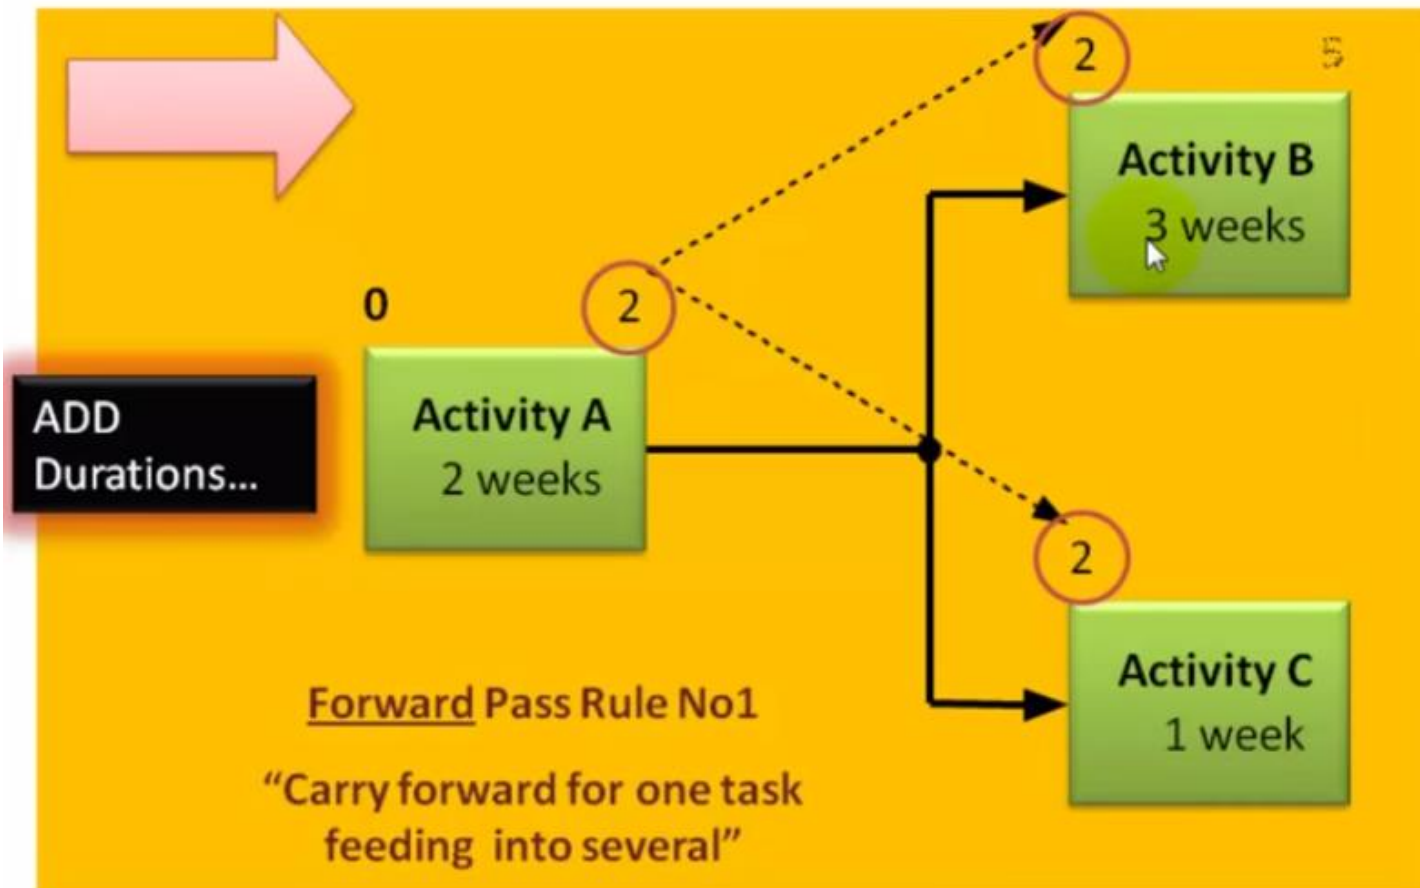 2
5
Activity B
3 weeks
0
2
ADD
Durations...
Activity A
2 weeks
2
Activity C
1 week
Forward Pass Rule No1
“Carry forward for one task
feeding into several”